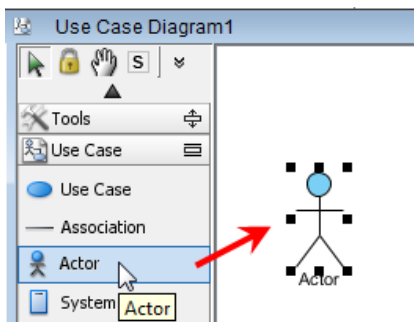 Use Case Diagram1
S
Tools
Use Case
Use Case
Association
Actor
System
Actor
Actor